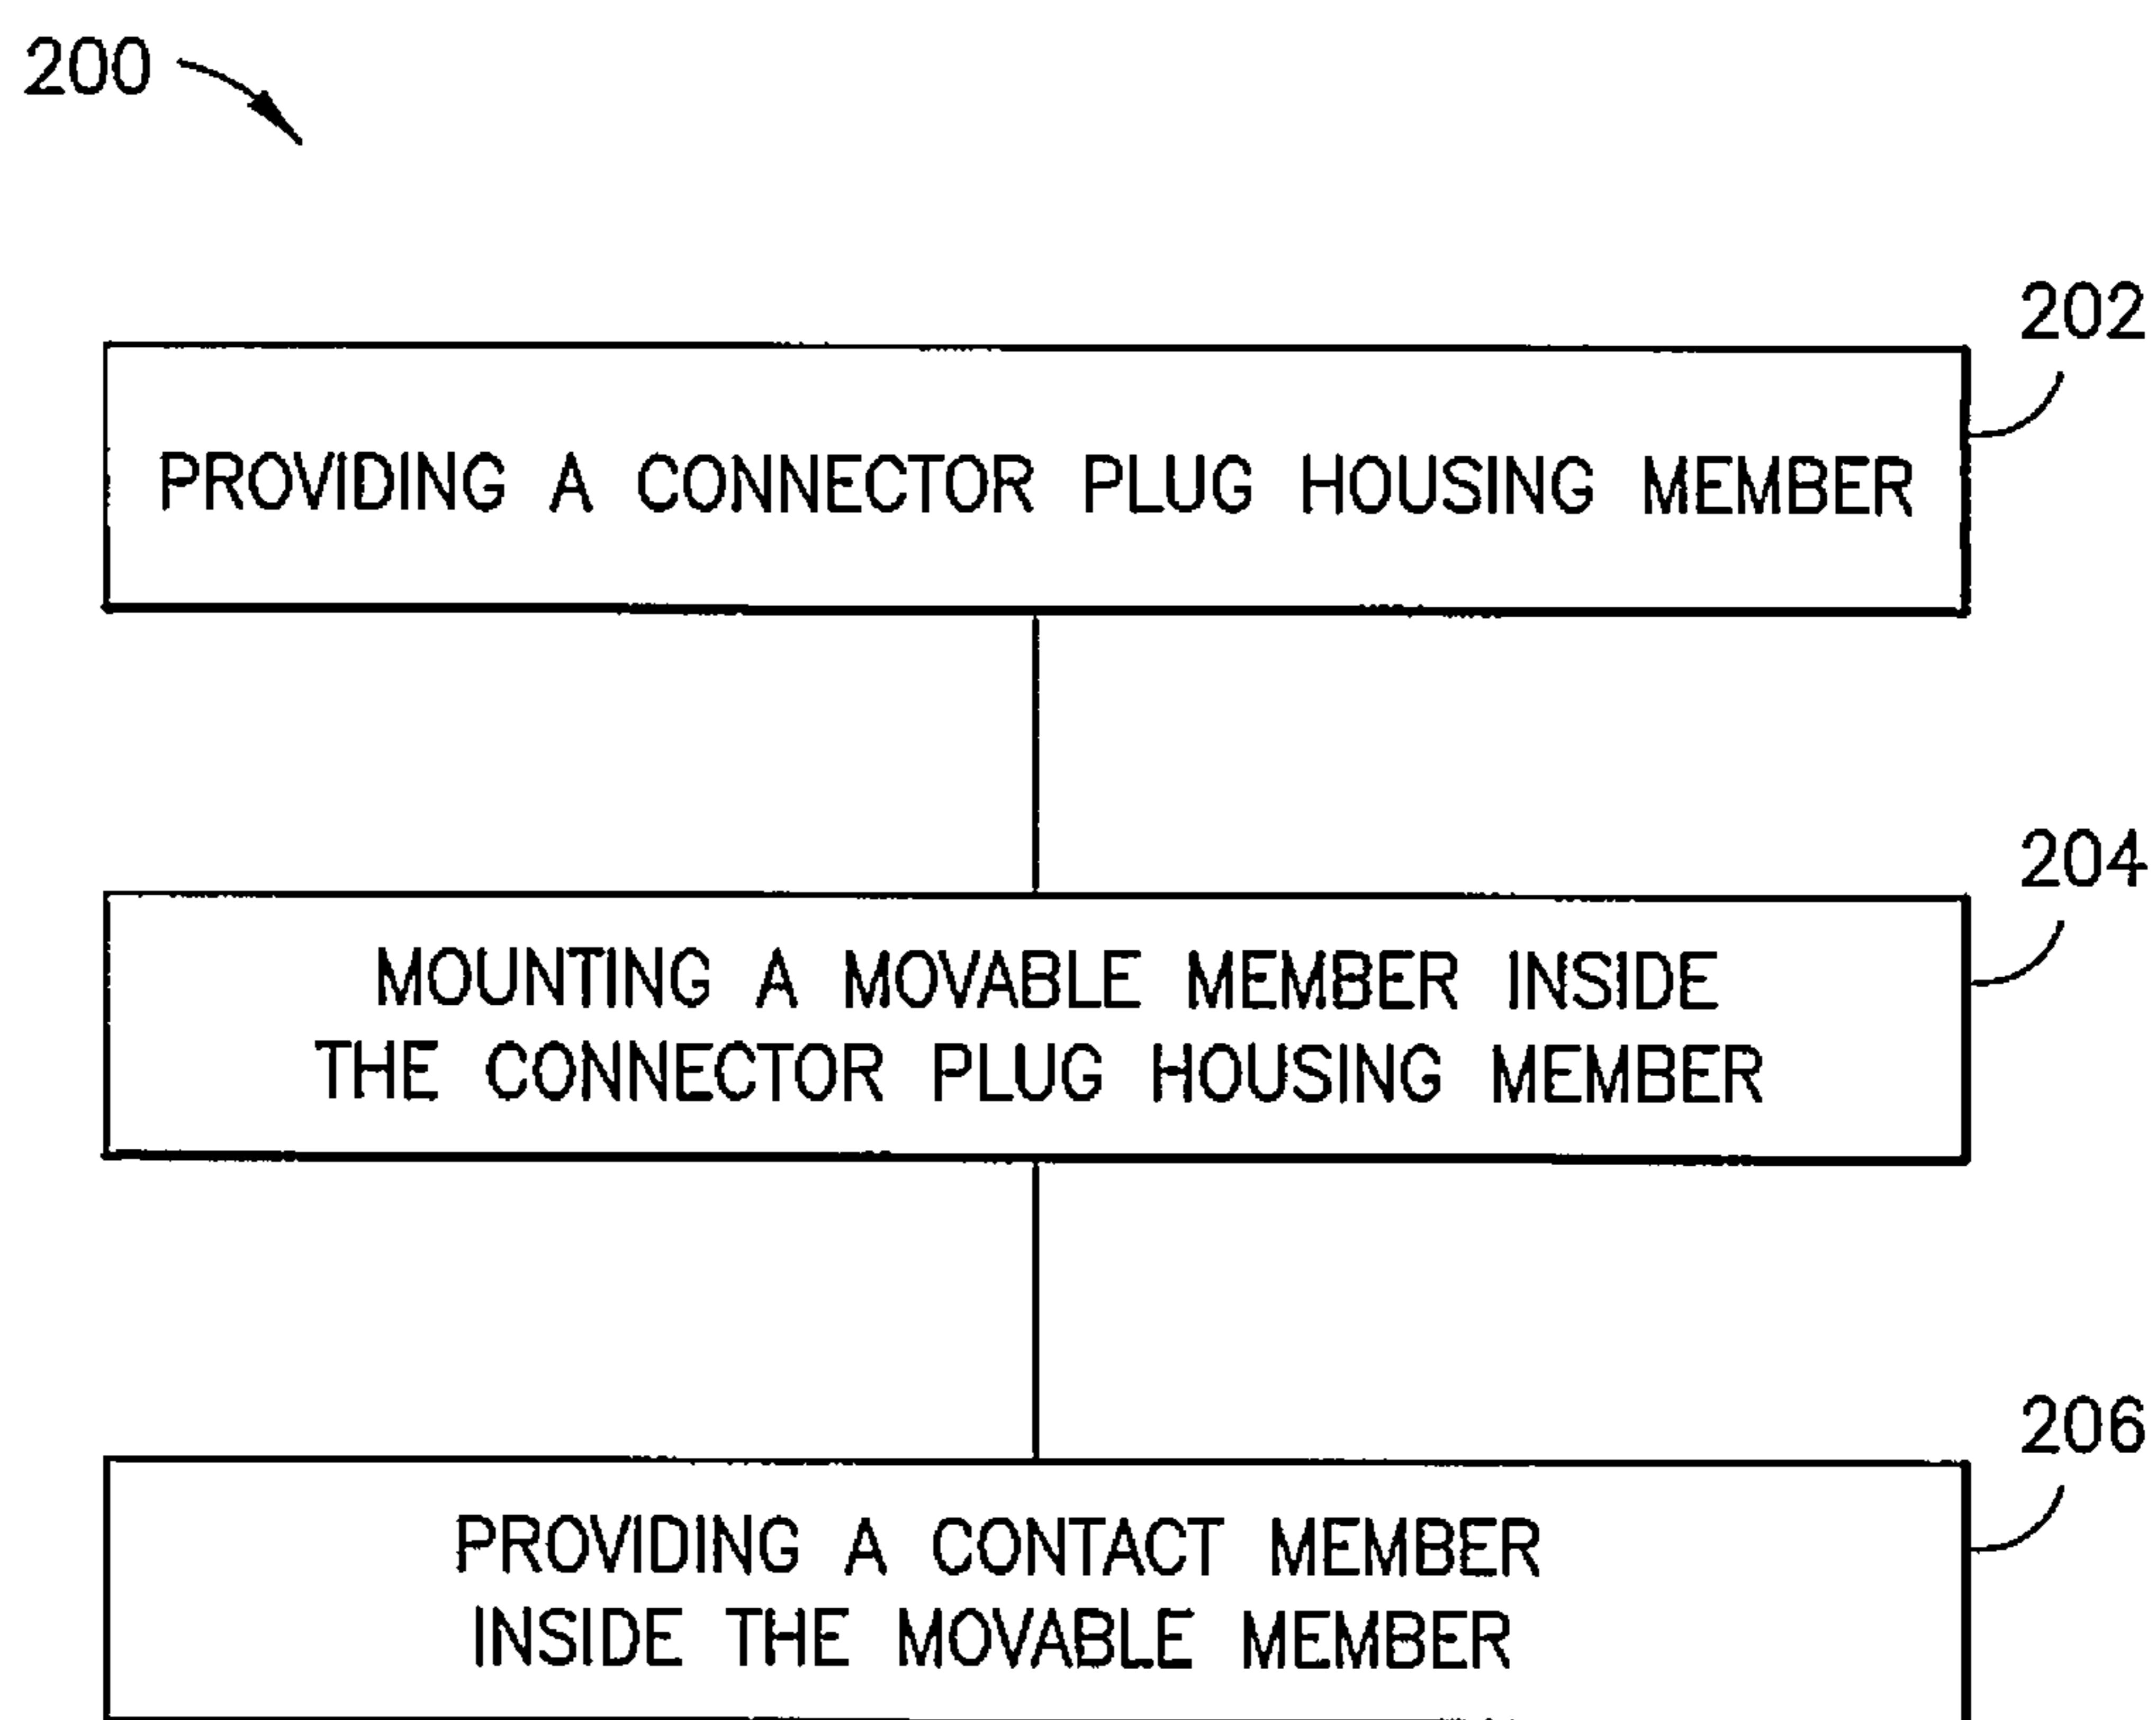 200
202
PROVIDING A CONNECTOR PLUG HOUSING MEMBER
204
MOUNTING A MOVABLE MEMBER INSIDE
THE CONNECTOR PLUG HOUSING MEMBER
206
PROVIDING A CONTACT MEMBER
INSIDE THE MOVABLE MEMBER